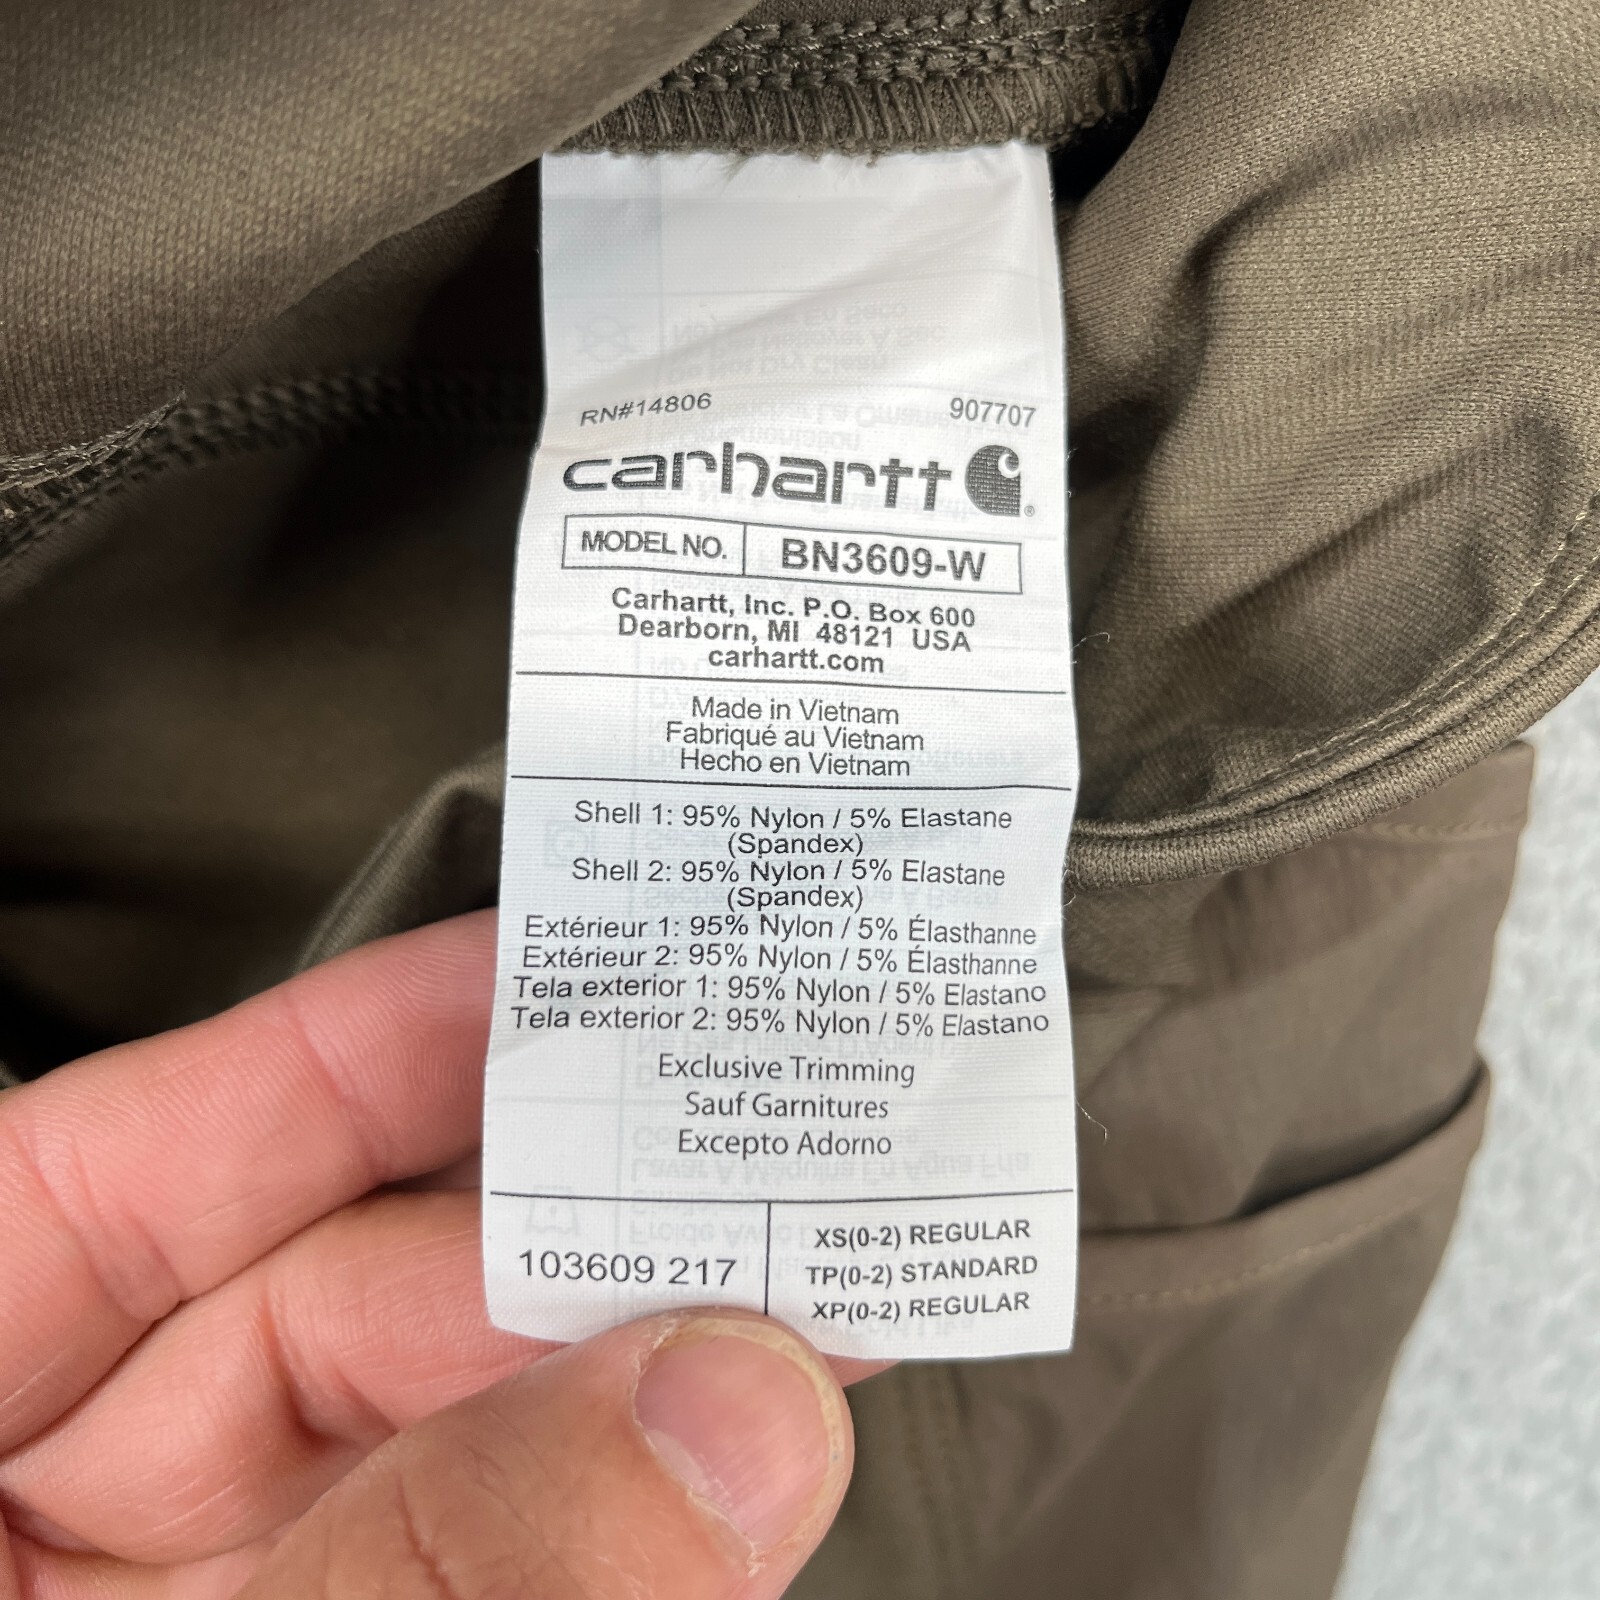 RN#14806 907707
carhartt
MODEL NO. BN3609-W
Carhartt, Inc. P.O. Box 600
Dearborn, MI 48121 USA
carhartt.com
Made in Vietnam
Fabriqué au Vietnam
Hecho en Vietnam
Shell 1: 95% Nylon / 5% Elastane
(Spandex)
Shell 2: 95% Nylon / 5% Elastane
(Spandex)
Extérieur 1: 95% Nylon / 5% Élasthanne
Extérieur 2: 95% Nylon / 5% Élasthanne
Tela exterior 1: 95% Nylon / 5% Elastano
Tela exterior 2: 95% Nylon / 5% Elastano
Exclusive Trimming
Sauf Garnitures
Excepto Adorno
103609 217
XS(0-2) REGULAR
TP(0-2) STANDARD
XP(0-2) REGULAR